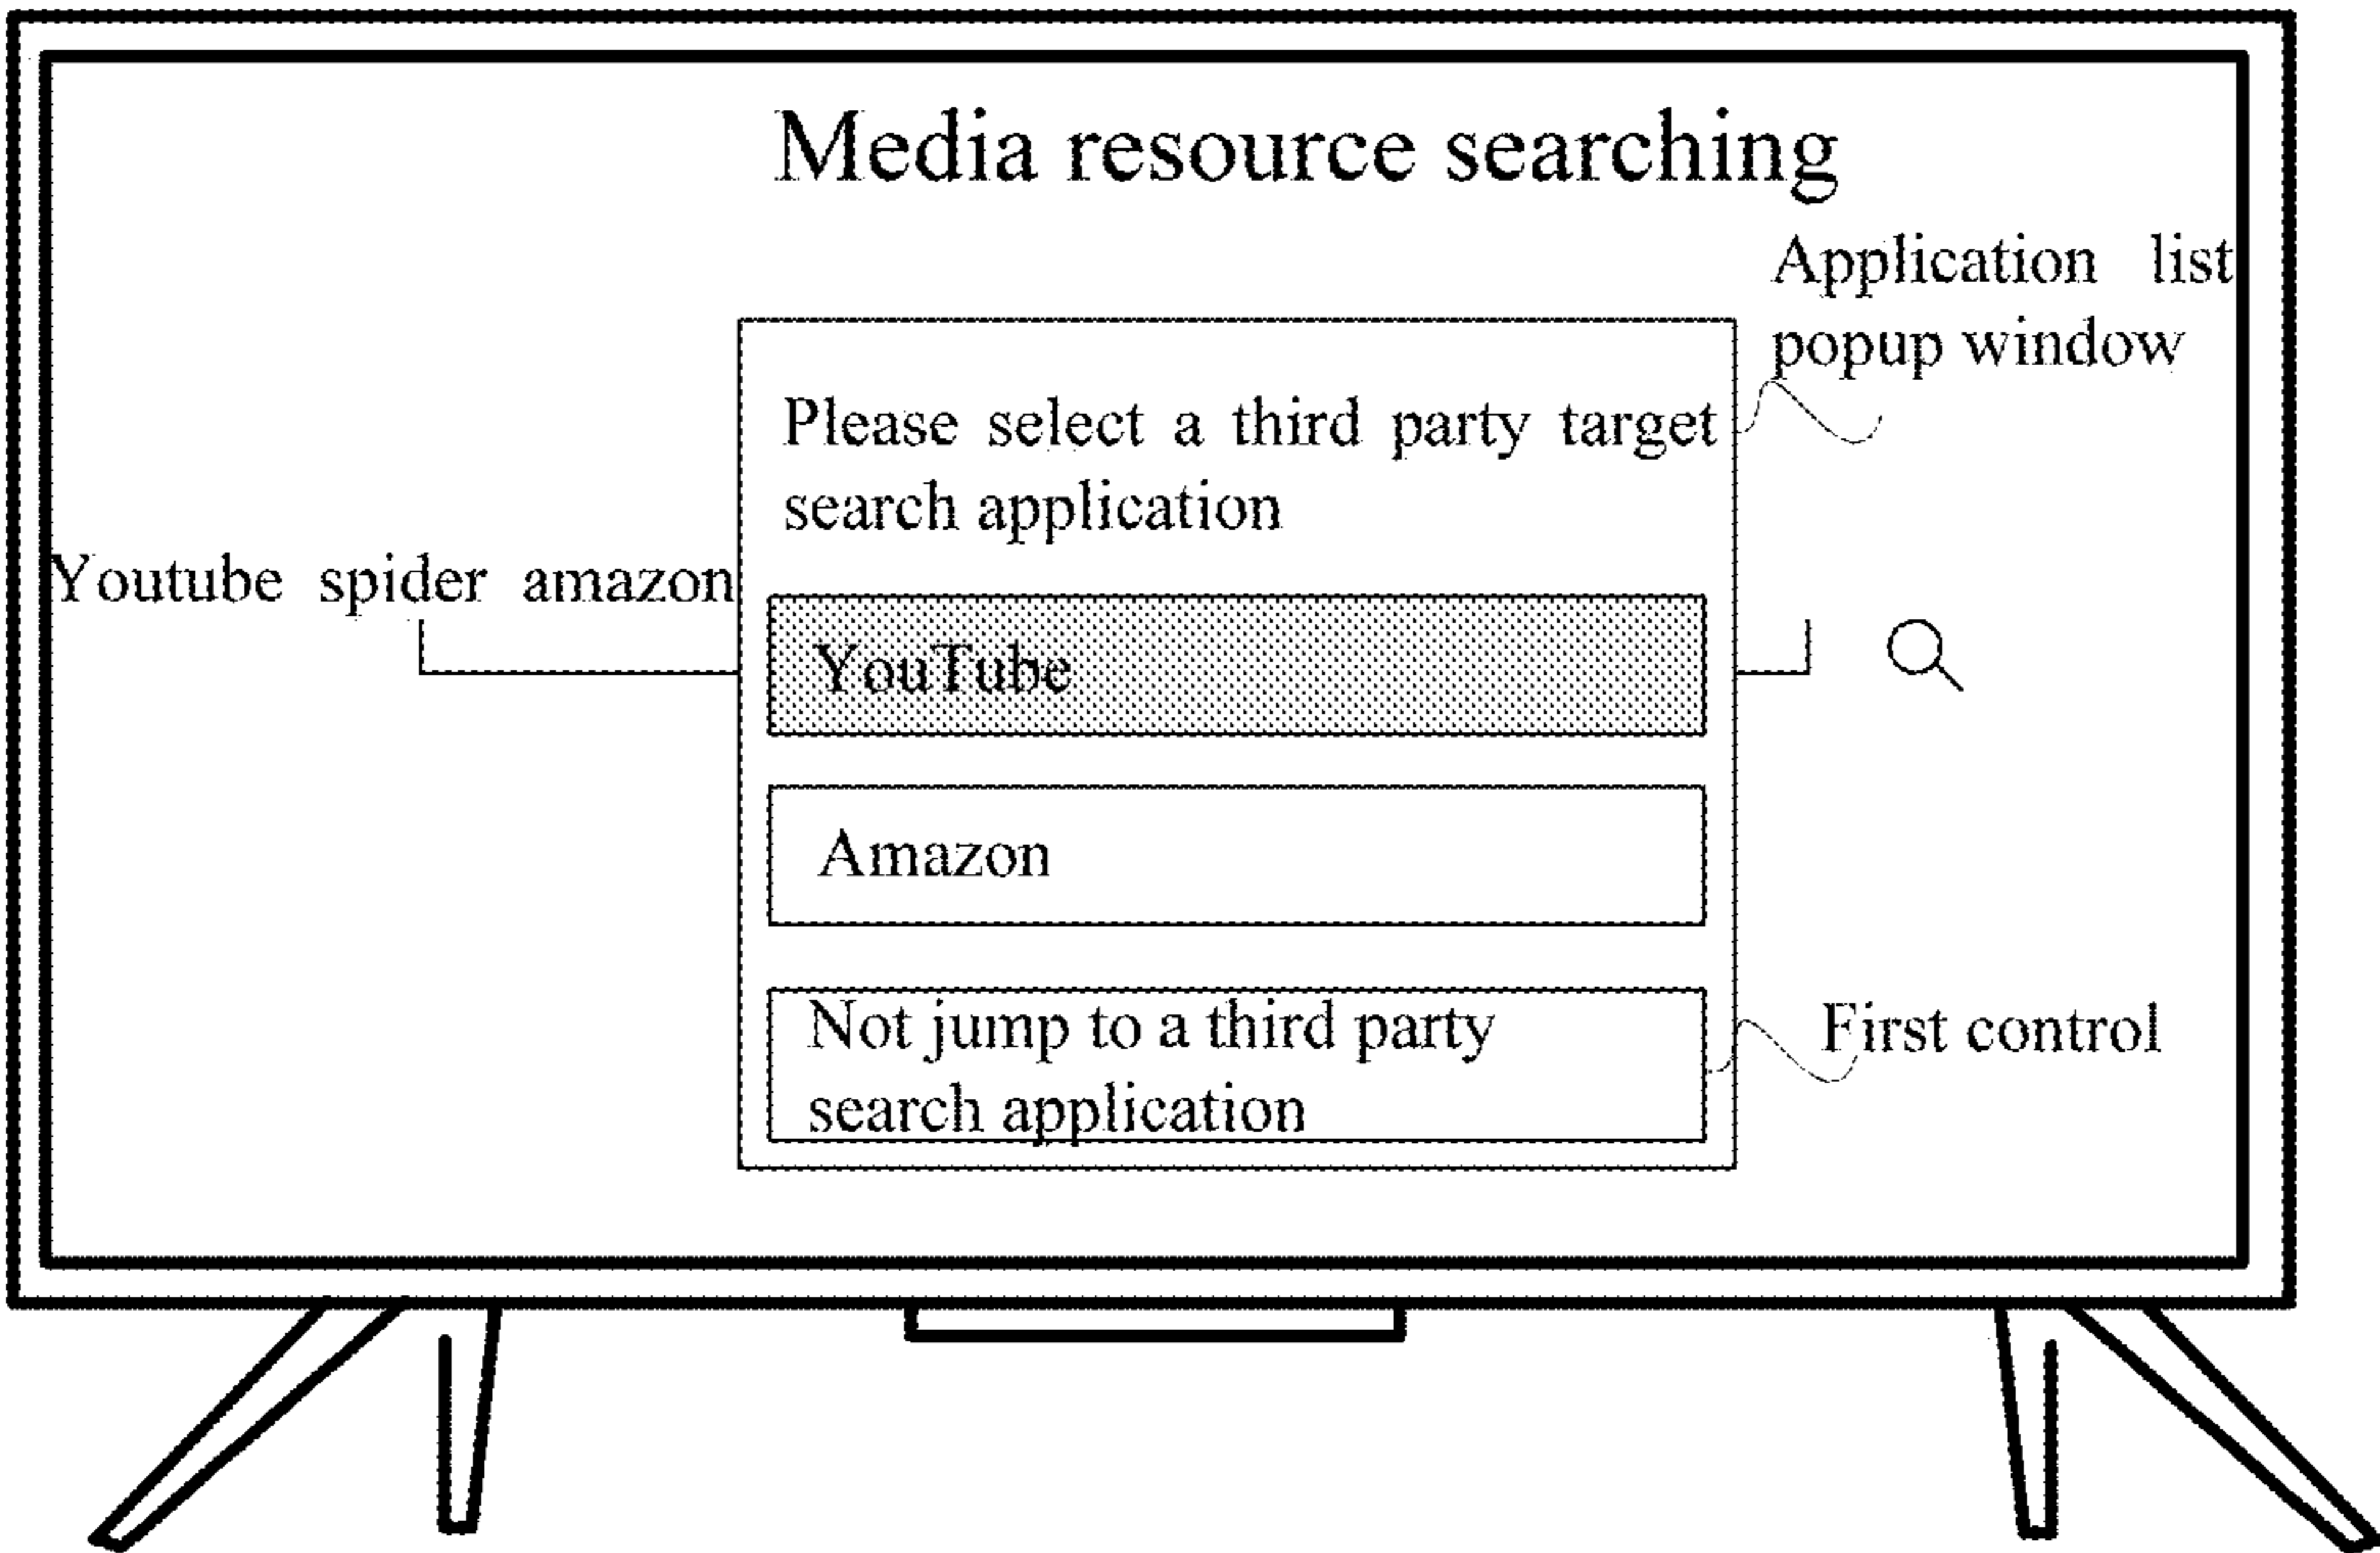 Media resource searching
Application list
popup window
Please select a third party target
search application
Youtube spider amazon
YouTube
Amazon
Not jump to a third party
search application
First control